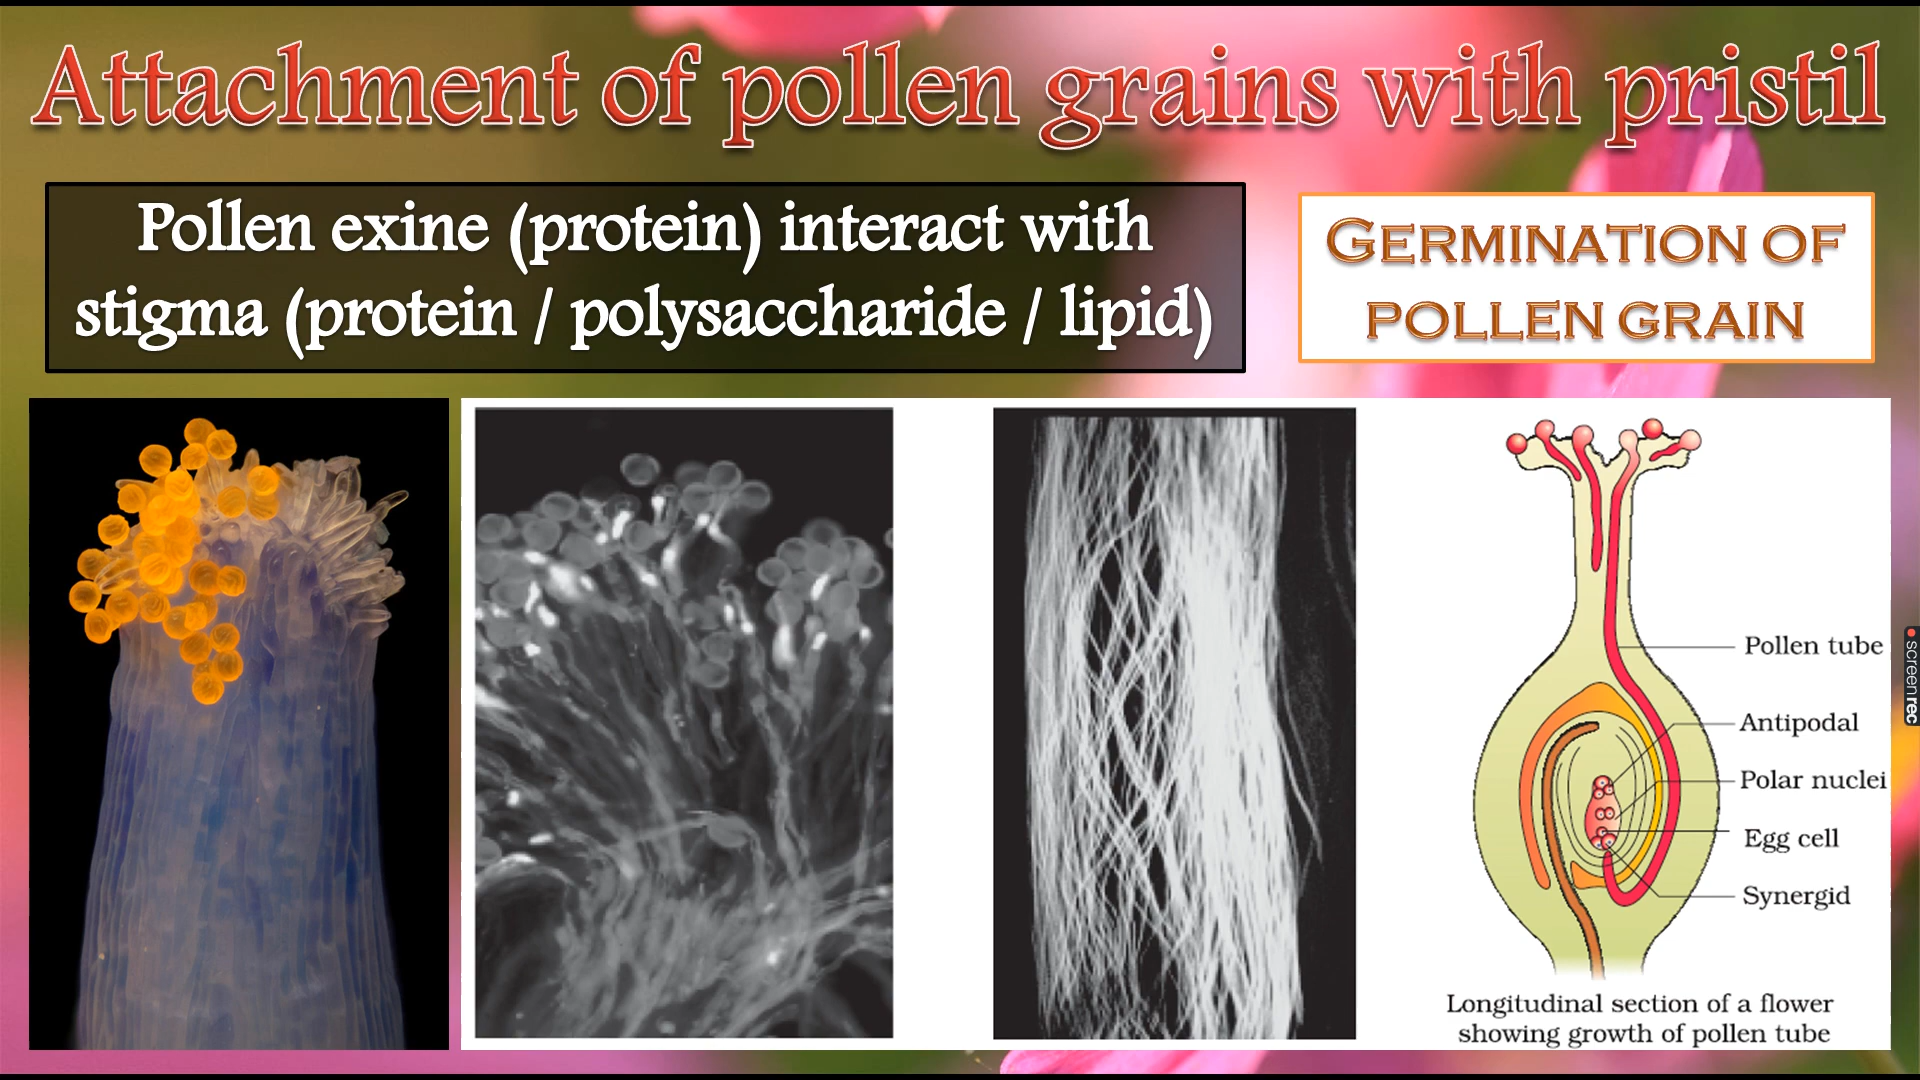 Attachment of pollen grains with pristil
Pollen exine (protein) interact with
stigma (protein / polysaccharide / lipid)
GERMINATION OF
POLLEN GRAIN
Pollen tube
Antipodal
Polar nuclei
Egg cell
Synergid
Longitudinal section of a flower
showing growth of pollen tube
screenrec